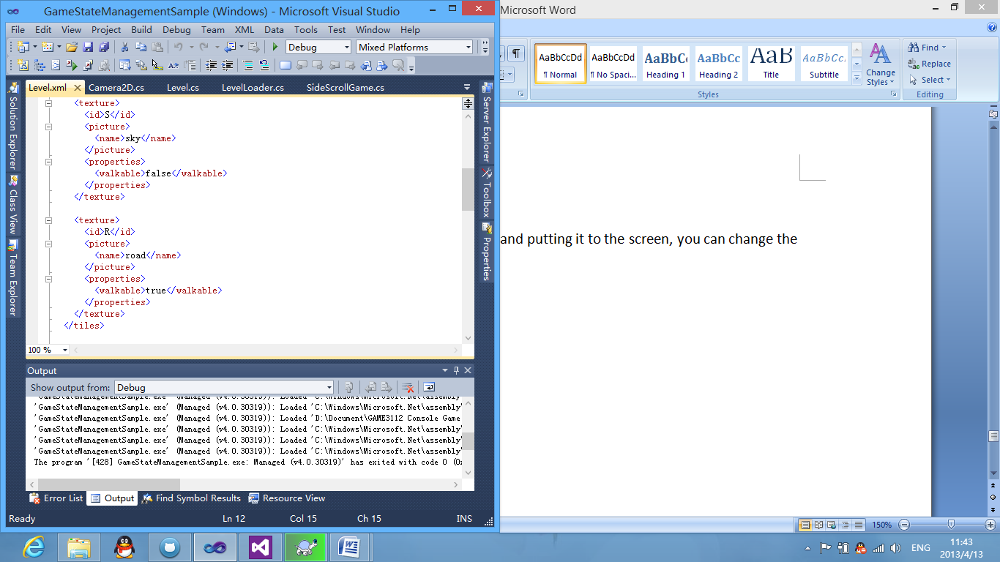 GameStateManagementSample (Windows) - Microsoft Visual Studio
File Edit View Project Build Debug Team XML Data Tools Test Window Help
Debug Mixed Platforms
Level.xml Camera2D.cs Level.cs LevelLoader.cs SideScrollGame.cs
Solution Explorer
Class View
Team Explorer
<texture>
<id>S</id>
<picture>
<name>sky</name>
</picture>
<properties>
<walkable>false</walkable>
</properties>
</texture>
<texture>
<id>R</id>
<picture>
<name>road</name>
</picture>
<properties>
<walkable>true</walkable>
</properties>
</texture>
</tiles>
100 %
Server Explorer
Toolbox
Properties
Output
Show output from: Debug
'GameStateManagementSample.exe' (Managed (v4.0.30319)): Loaded 'C:\Windows\Microsoft.Net\assembly\
'GameStateManagementSample.exe' (Managed (v4.0.30319)): Loaded 'D:\Document\GAME3112 Console Game
'GameStateManagementSample.exe' (Managed (v4.0.30319)): Loaded 'C:\Windows\Microsoft.Net\assembly\
'GameStateManagementSample.exe' (Managed (v4.0.30319)): Loaded 'C:\Windows\Microsoft.Net\assembly\
'GameStateManagementSample.exe' (Managed (v4.0.30319)): Loaded 'C:\Windows\Microsoft.Net\assembly\
The program '[428] GameStateManagementSample.exe: Managed (v4.0.30319)' has exited with code 0
Error List Output Find Symbol Results Resource View
Ready Ln 12 Col 15 Ch 15 INS
Microsoft Word
AaBbCcDd AaBbCcDd AaBbC AaBbCc AaB AaBbCc.
¶ Normal ¶ No Spaci... Heading 1 Heading 2 Title Subtitle
Change
Styles
Styles
Find
Replace
Select
Editing
and putting it to the screen, you can change the
150%
ENG
11:43
2013/4/13